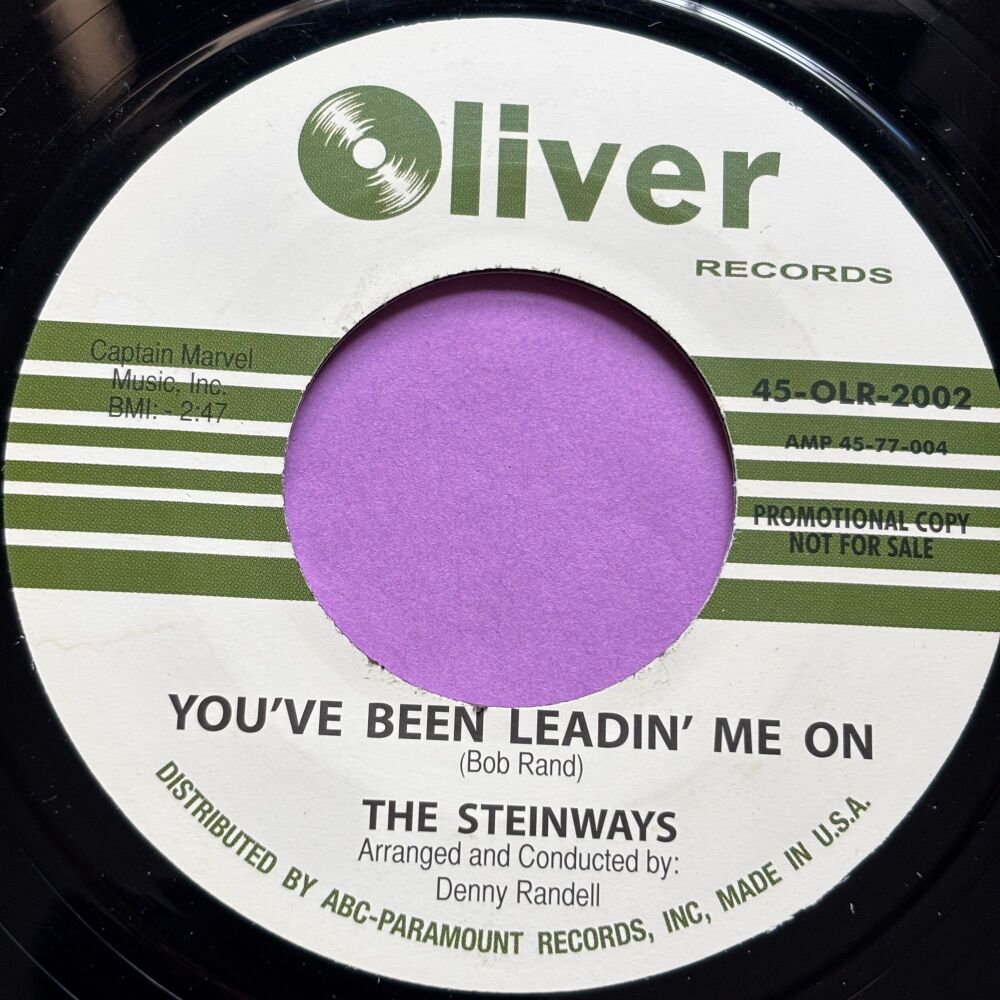 Oliver
RECORDS
Captain Marvel
Music, Inc.
BMI: - 2:47
45-OLR-2002
AMP 45-77-004
PROMOTIONAL COPY
NOT FOR SALE
YOU'VE BEEN LEADIN' ME ON
(Bob Rand)
THE STEINWAYS
Arranged and Conducted by:
Denny Randell
DISTRIBUTED BY ABC-PARAMOUNT RECORDS, INC, MADE IN U.S.A.